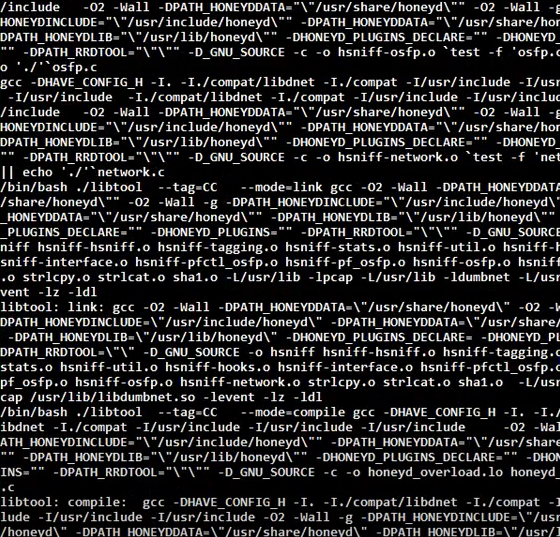 /include   -O2 -Wall -DPATH_HONEYDDATA="\"/usr/share/honeyd\"" -O2 -Wall -g
HONEYDINCLUDE="\"/usr/include/honeyd\"" -DPATH_HONEYDDATA="\"/usr/share/hone
DPATH_HONEYDLIB="\"/usr/lib/honeyd\"" -DHONEYD_PLUGINS_DECLARE="" -DHONEYD_
"" -DPATH_RRDTOOL="\"\"" -D_GNU_SOURCE -c -o hsniff-osfp.o `test -f 'osfp.c
o './'`osfp.c
gcc -DHAVE_CONFIG_H -I. -I./compat/libdnet -I./compat -I/usr/include -I/usr
 -I/usr/include  -I./compat/libdnet -I./compat -I/usr/include -I/usr/includ
/include   -O2 -Wall -DPATH_HONEYDDATA="\"/usr/share/honeyd\"" -O2 -Wall -g
HONEYDINCLUDE="\"/usr/include/honeyd\"" -DPATH_HONEYDDATA="\"/usr/share/hone
DPATH_HONEYDLIB="\"/usr/lib/honeyd\"" -DHONEYD_PLUGINS_DECLARE="" -DHONEYD_
"" -DPATH_RRDTOOL="\"\"" -D_GNU_SOURCE -c -o hsniff-network.o `test -f 'net
|| echo './'`network.c
/bin/bash ./libtool  --tag=CC   --mode=link gcc -O2 -Wall -DPATH_HONEYDDATA
/share/honeyd\"" -O2 -Wall -g -DPATH_HONEYDINCLUDE="\"/usr/include/honeyd\"
_HONEYDDATA="\"/usr/share/honeyd\"" -DPATH_HONEYDLIB="\"/usr/lib/honeyd\""
_PLUGINS_DECLARE="" -DHONEYD_PLUGINS="" -DPATH_RRDTOOL="\"\"" -D_GNU_SOURCE
niff hsniff-hsniff.o hsniff-tagging.o hsniff-stats.o hsniff-util.o hsniff-h
sniff-interface.o hsniff-pfctl_osfp.o hsniff-pf_osfp.o hsniff-osfp.o hsniff
.o strlcpy.o strlcat.o sha1.o -L/usr/lib -lpcap -L/usr/lib -ldumbnet -L/usr
vent -lz -ldl
libtool: link: gcc -O2 -Wall -DPATH_HONEYDDATA=\"/usr/share/honeyd\" -O2 -W
DPATH_HONEYDINCLUDE=\"/usr/include/honeyd\" -DPATH_HONEYDDATA=\"/usr/share/
 -DPATH_HONEYDLIB=\"/usr/lib/honeyd\" -DHONEYD_PLUGINS_DECLARE= -DHONEYD_PL
DPATH_RRDTOOL=\"\" -D_GNU_SOURCE -o hsniff hsniff-hsniff.o hsniff-tagging.o
stats.o hsniff-util.o hsniff-hooks.o hsniff-interface.o hsniff-pfctl_osfp.o
pf_osfp.o hsniff-osfp.o hsniff-network.o strlcpy.o strlcat.o sha1.o  -L/usr
cap /usr/lib/libdumbnet.so -levent -lz -ldl
/bin/bash ./libtool  --tag=CC   --mode=compile gcc -DHAVE_CONFIG_H -I. -I.
ibdnet -I./compat -I/usr/include -I/usr/include -I/usr/include     -O2 -Wal
ATH_HONEYDINCLUDE="\"/usr/include/honeyd\"" -DPATH_HONEYDDATA="\"/usr/share
-DPATH_HONEYDLIB="\"/usr/lib/honeyd\"" -DHONEYD_PLUGINS_DECLARE="" -DHONEYD
INS="" -DPATH_RRDTOOL="\"\"" -D_GNU_SOURCE -c -o honeyd_overload.lo honeyd_
.c
libtool: compile:  gcc -DHAVE_CONFIG_H -I. -I./compat/libdnet -I./compat -I
lude -I/usr/include -I/usr/include -O2 -Wall -g -DPATH_HONEYDINCLUDE=\"/usr
/honeyd\" -DPATH_HONEYDDATA=\"/usr/share/honeyd\" -DPATH_HONEYDLIB=\"/usr/l